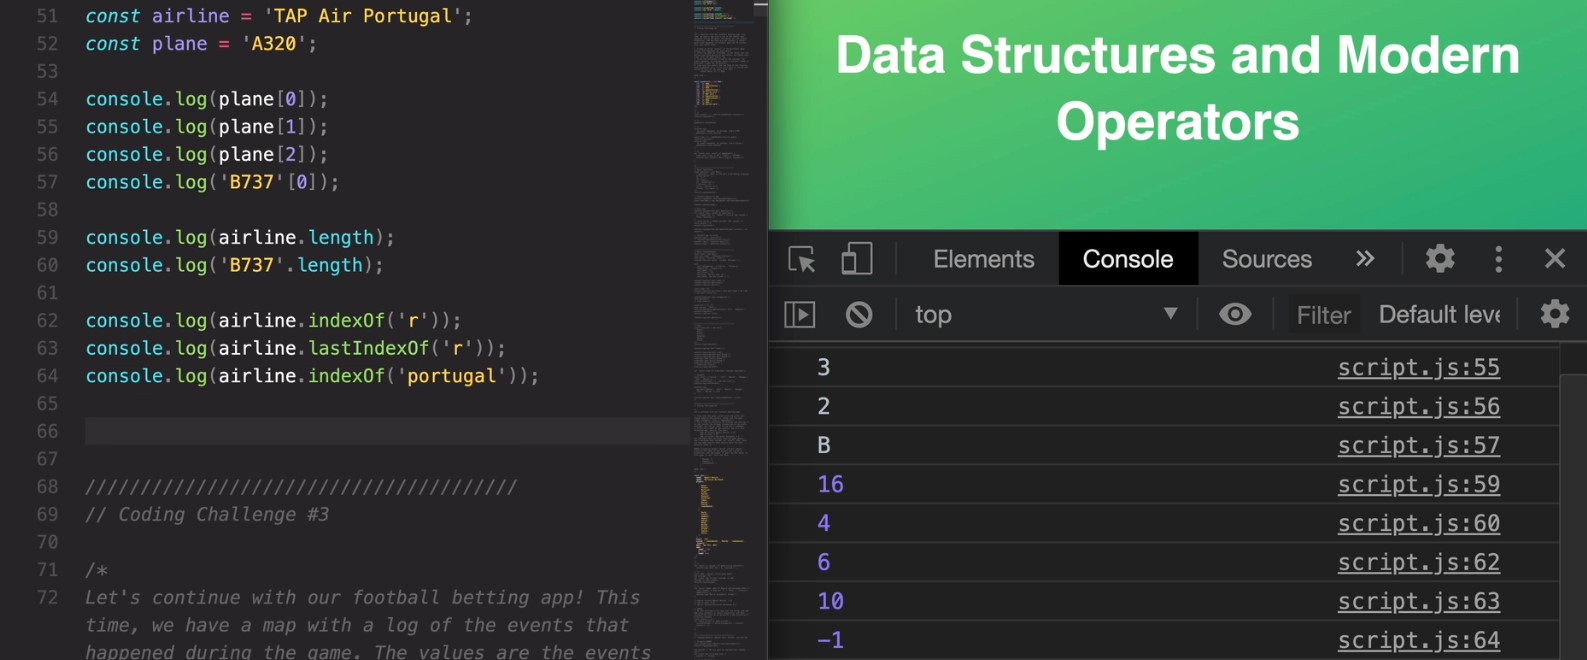 51 const airline = 'TAP Air Portugal';
52 const plane = 'A320';
53
54 console.log(plane[0]);
55 console.log(plane[1]);
56 console.log(plane[2]);
57 console.log('B737'[0]);
58
59 console.log(airline.length);
60 console.log('B737'.length);
61
62 console.log(airline.indexOf('r'));
63 console.log(airline.lastIndexOf('r'));
64 console.log(airline.indexOf('portugal'));
65
66
67
68 ///////////////////////////////////////
69 // Coding Challenge #3
70
71 /*
72 Let's continue with our football betting app! This
time, we have a map with a log of the events that
happened during the game. The values are the events
Data Structures and Modern
Operators
Elements Console Sources »
top ▼ Filter Default leve
3 script.js:55
2 script.js:56
B script.js:57
16 script.js:59
4 script.js:60
6 script.js:62
10 script.js:63
-1 script.js:64